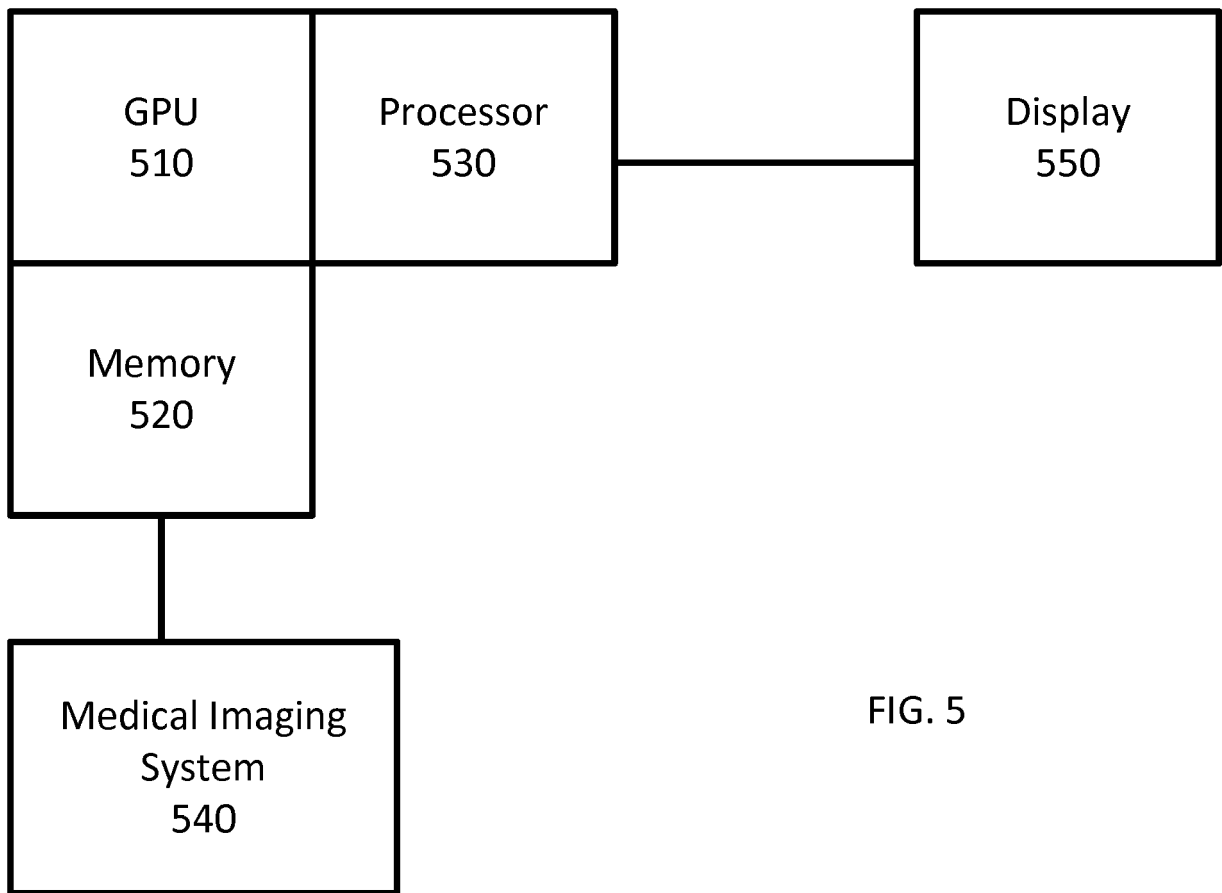 GPU
510
Processor
530
Display
550
Memory
520
Medical Imaging
System
540
FIG. 5